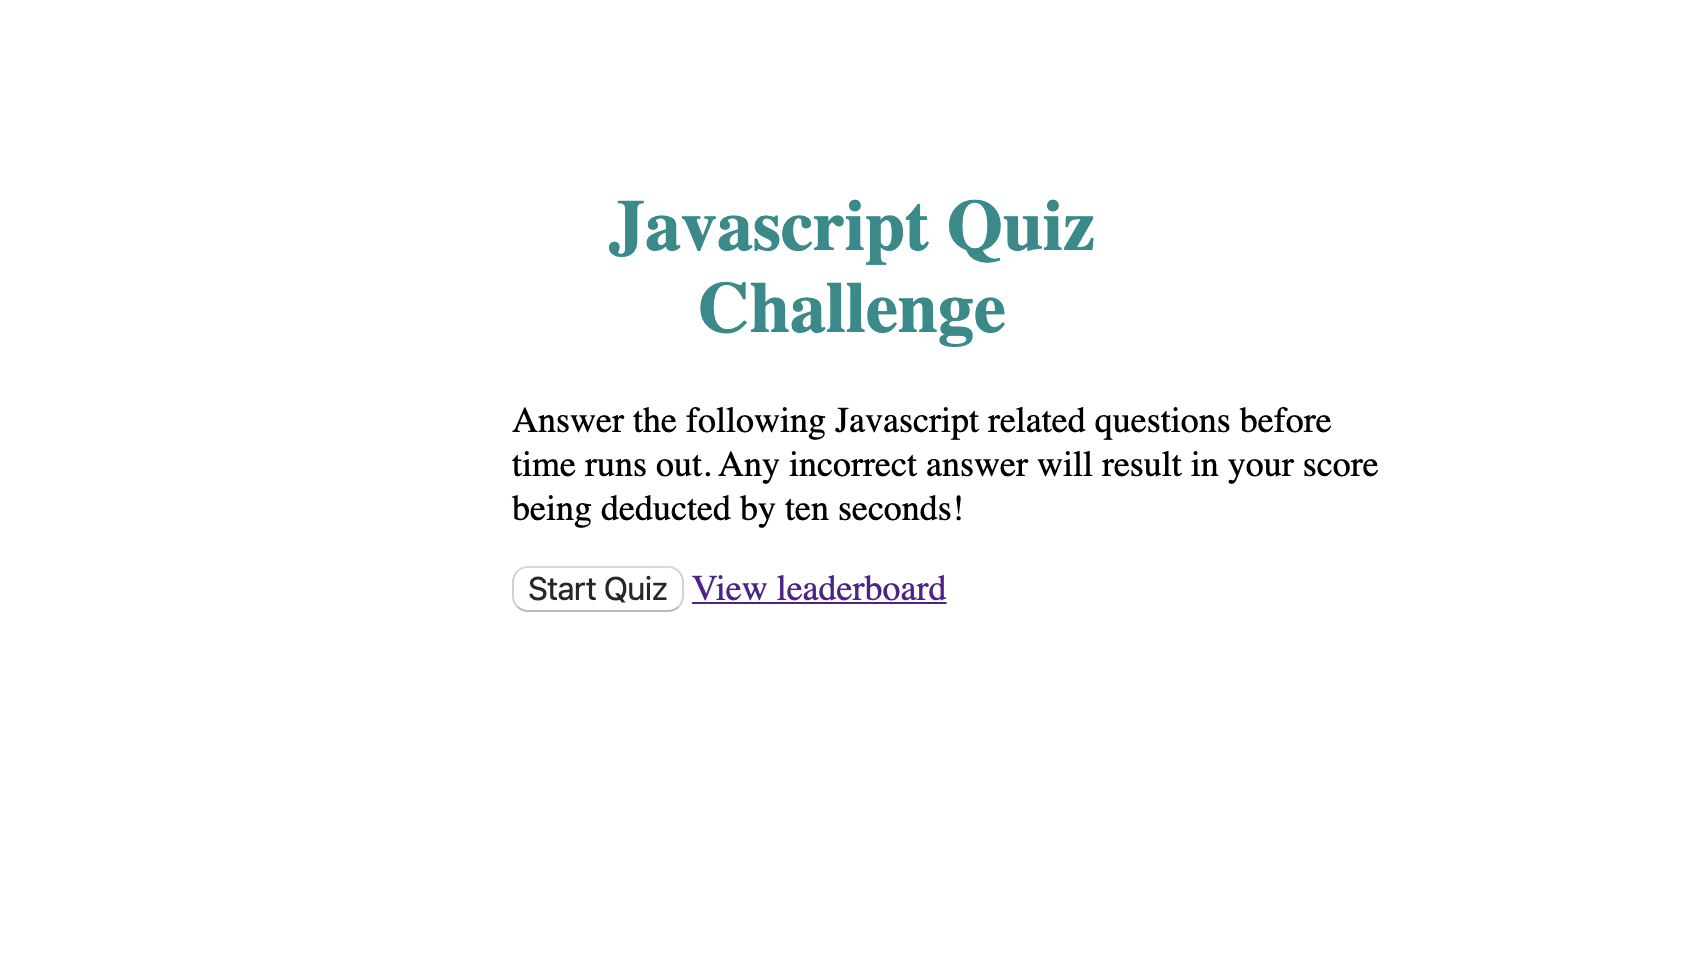 Javascript Quiz
Challenge
Answer the following Javascript related questions before
time runs out. Any incorrect answer will result in your score
being deducted by ten seconds!
Start Quiz View leaderboard